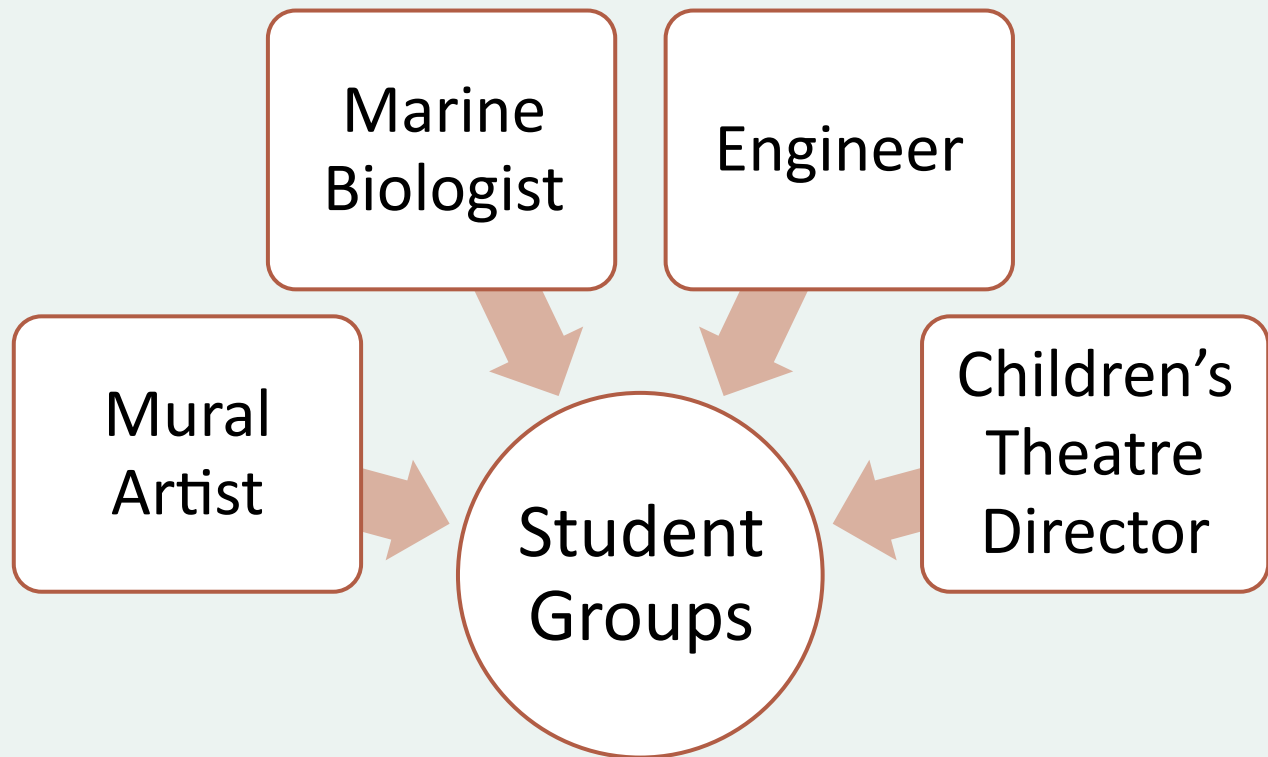 Marine
Biologist
Engineer
Mural
Artist
Children’s
Theatre
Director
Student
Groups